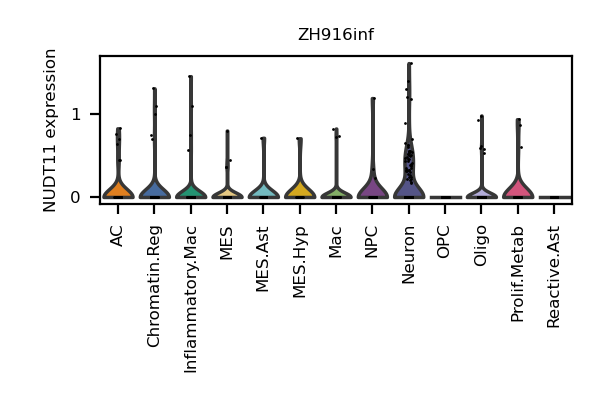 ZH916inf
NUDT11 expression
1
0
AC
Chromatin.Reg
Inflammatory.Mac
MES
MES.Ast
MES.Hyp
Mac
NPC
Neuron
OPC
Oligo
Prolif.Metab
Reactive.Ast